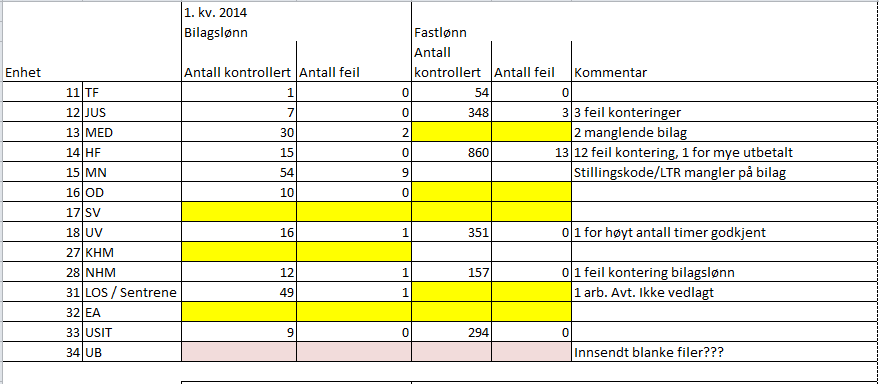 1. kv. 2014
Bilagslønn Fastlønn
Enhet Antall kontrollert Antall feil Antall kontrollert Antall feil Kommentar
11 TF 1 0 54 0
12 JUS 7 0 348 3 3 feil konteringer
13 MED 30 2 2 manglende bilag
14 HF 15 0 860 13 12 feil kontering, 1 for mye utbetalt
15 MN 54 9 Stillingskode/LTR mangler på bilag
16 OD 10 0
17 SV
18 UV 16 1 351 0 1 for høyt antall timer godkjent
27 KHM
28 NHM 12 1 157 0 1 feil kontering bilagslønn
31 LOS / Sentrene 49 1 1 arb. Avt. Ikke vedlagt
32 EA
33 USIT 9 0 294 0
34 UB Innsendt blanke filer???